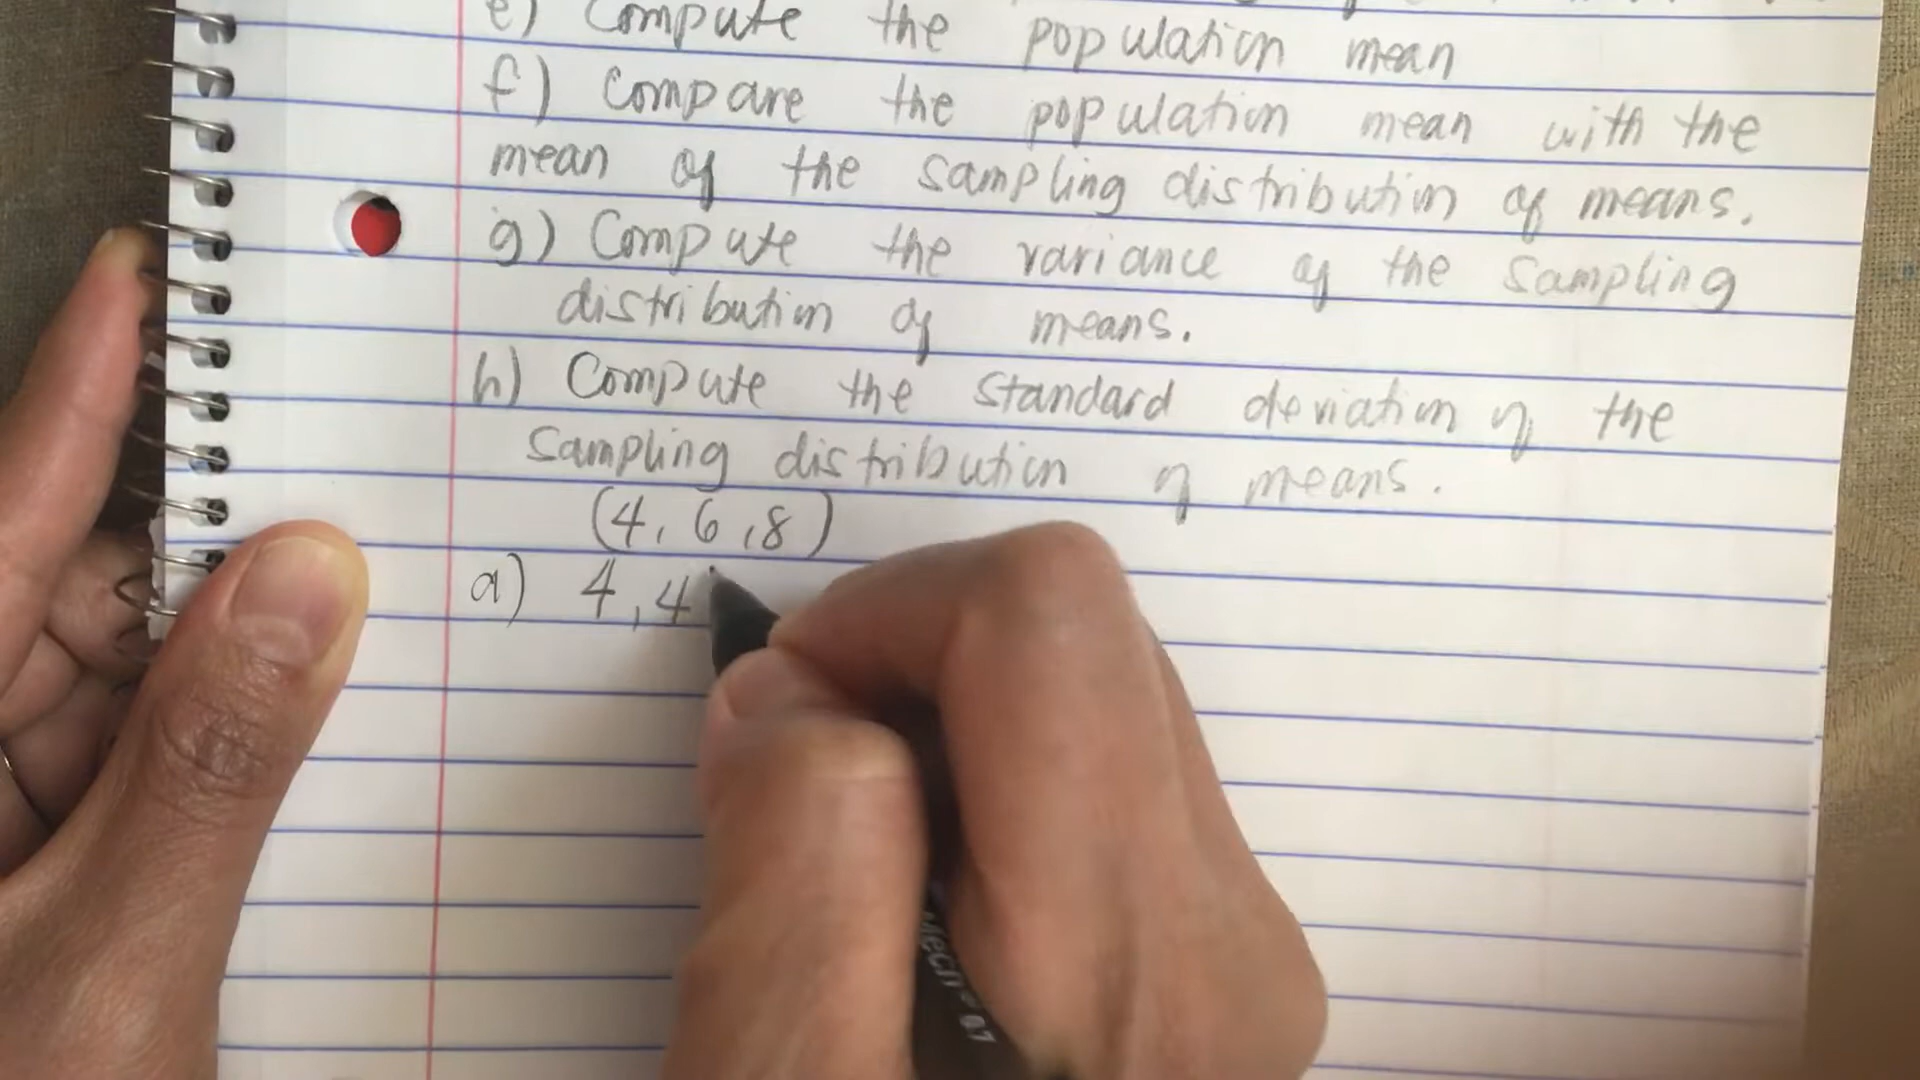 e) Compute the population mean
f) Compare the population mean with the
mean of the sampling distribution of means.
g) Compute the variance of the sampling
distribution of means.
h) Compute the standard deviation of the
sampling distribution of means.
(4, 6, 8)
a) 4, 4